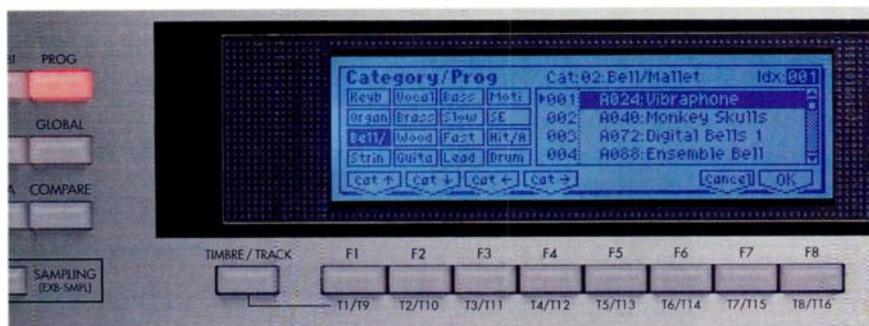 BI PROG
GLOBAL
A COMPARE
SAMPLING
(EXB-SMPL)
Category/Prog Cat:02:Bell/Mallet Idx:001
Keyb Vocal Bass Moti
Organ Brass Slow SE
Bell/ Wood Fast Hit/A
Strin Guita Lead Drum
001 A024:Vibraphone
002 A040:Monkey Skulls
003 A072:Digital Bells 1
004 A088:Ensemble Bell
Cat ↑ Cat ↓ Cat ← Cat → Cancel OK
TIMBRE / TRACK F1 F2 F3 F4 F5 F6 F7 F8
T1/T9 T2/T10 T3/T11 T4/T12 T5/T13 T6/T14 T7/T15 T8/T16